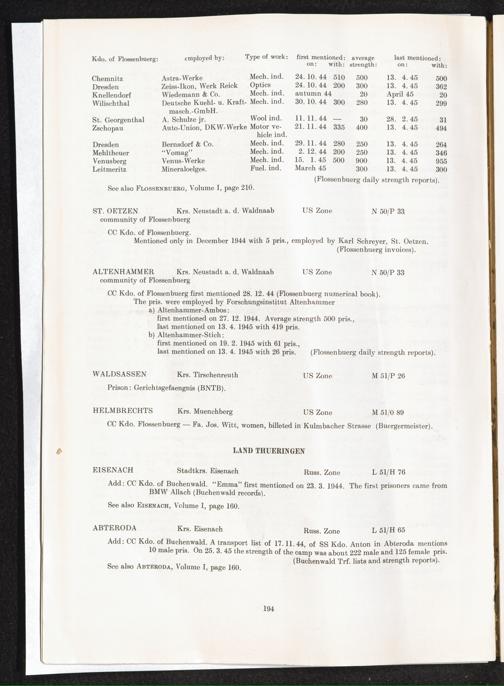 Kdo. of Flossenbuerg: employed by: Type of work: first mentioned: average last mentioned:
on: with: strength: on: with:
Chemnitz Astra-Werke Mech. ind. 24. 10. 44 510 500 13. 4. 45 500
Dresden Zeiss-Ikon, Werk Reick Optics 24. 10. 44 200 300 13. 4. 45 362
Knellendorf Wiedemann & Co. Mech. ind. autumn 44 20 April 45 20
Wilischthal Deutsche Kuehl- u. Kraft- Mech. ind. 30. 10. 44 300 280 13. 4. 45 299
masch.-GmbH.
St. Georgenthal A. Schulze jr. Wool ind. 11. 11. 44 — 30 28. 2. 45 31
Zschopau Auto-Union, DKW-Werke Motor ve- 21. 11. 44 335 400 13. 4. 45 494
hicle ind.
Dresden Bernsdorf & Co. Mech. ind. 29. 11. 44 280 250 13. 4. 45 264
Mehltheuer "Vomag" Mech. ind. 2. 12. 44 200 250 13. 4. 45 346
Venusberg Venus-Werke Mech. ind. 15. 1. 45 500 900 13. 4. 45 955
Leitmeritz Mineraloelges. Fuel. ind. March 45 300 13. 4. 45 300
(Flossenbuerg daily strength reports).
See also FLOSSENBUERG, Volume I, page 210.
ST. OETZEN Krs. Neustadt a. d. Waldnaab US Zone N 50/P 33
community of Flossenbuerg
CC Kdo. of Flossenbuerg.
Mentioned only in December 1944 with 5 pris., employed by Karl Schreyer, St. Oetzen.
(Flossenbuerg invoices).
ALTENHAMMER Krs. Neustadt a. d. Waldnaab US Zone N 50/P 33
community of Flossenbuerg
CC Kdo. of Flossenbuerg first mentioned 28. 12. 44 (Flossenbuerg numerical book).
The pris. were employed by Forschungsinstitut Altenhammer
a) Altenhammer-Ambos:
first mentioned on 27. 12. 1944. Average strength 500 pris.,
last mentioned on 13. 4. 1945 with 419 pris.
b) Altenhammer-Stich:
first mentioned on 19. 2. 1945 with 61 pris.,
last mentioned on 13. 4. 1945 with 26 pris. (Flossenbuerg daily strength reports).
WALDSASSEN Krs. Tirschenreuth US Zone M 51/P 26
Prison: Gerichtsgefaengnis (BNTB).
HELMBRECHTS Krs. Muenchberg US Zone M 51/0 89
CC Kdo. Flossenbuerg — Fa. Jos. Witt, women, billeted in Kulmbacher Strasse (Buergermeister).
LAND THUERINGEN
EISENACH Stadtkrs. Eisenach Russ. Zone L 51/H 76
Add: CC Kdo. of Buchenwald. "Emma" first mentioned on 23. 3. 1944. The first prisoners came from
BMW Allach (Buchenwald records).
See also EISENACH, Volume I, page 160.
ABTERODA Krs. Eisenach Russ. Zone L 51/H 65
Add: CC Kdo. of Buchenwald. A transport list of 17. 11. 44, of SS Kdo. Anton in Abteroda mentions
10 male pris. On 25. 3. 45 the strength of the camp was about 222 male and 125 female pris.
(Buchenwald Trf. lists and strength reports).
See also ABTERODA, Volume I, page 160.
194